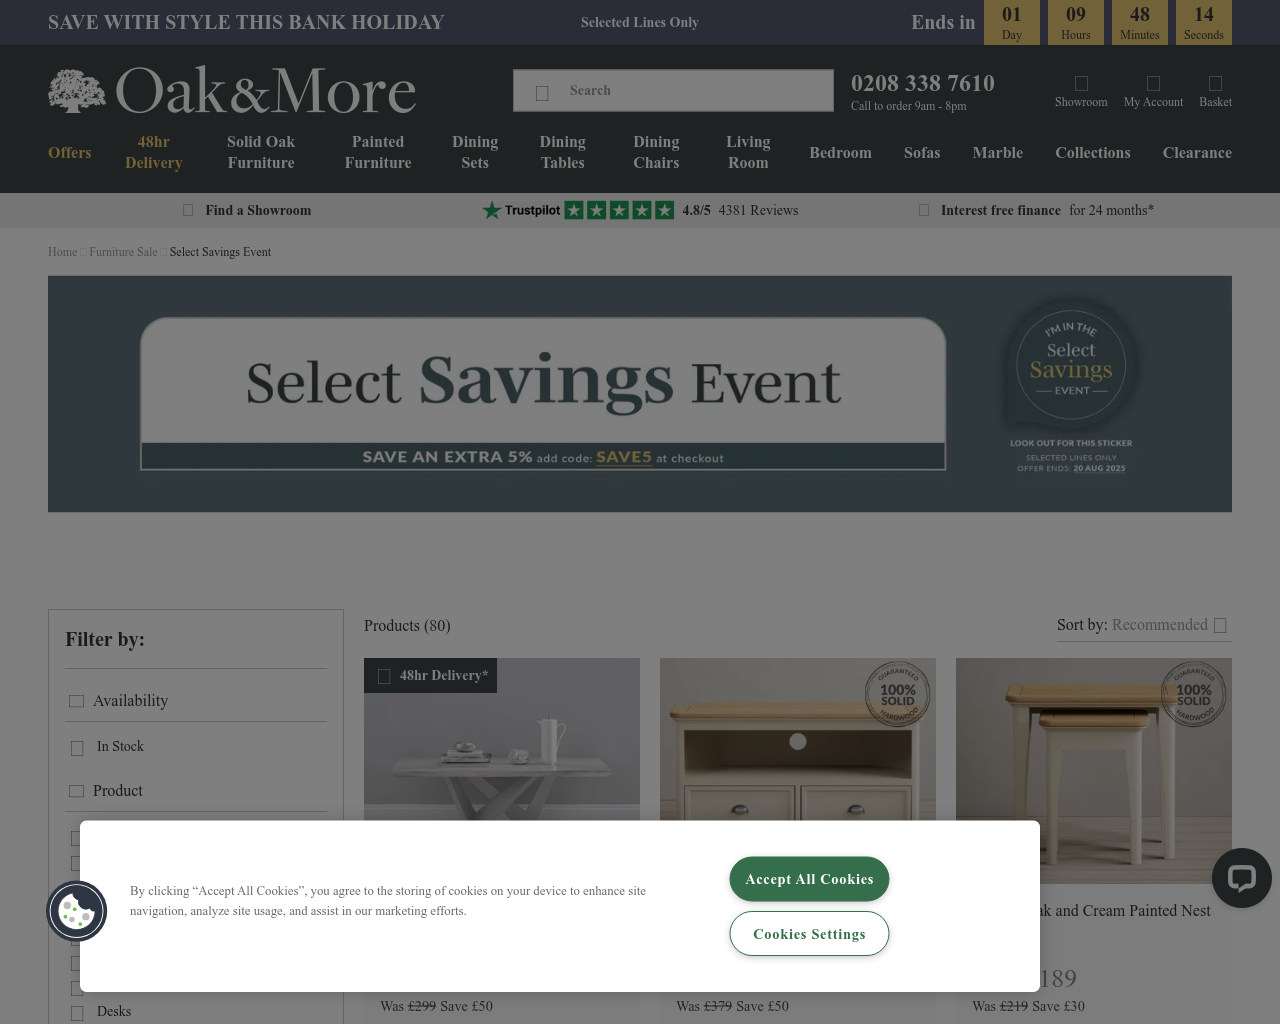 SAVE WITH STYLE THIS BANK HOLIDAY
Selected Lines Only
Ends in
01
Day
09
Hours
48
Minutes
14
Seconds
Oak&More
Search
0208 338 7610
Call to order 9am - 8pm
Showroom
My Account
Basket
Offers
48hr Delivery
Solid Oak Furniture
Painted Furniture
Dining Sets
Dining Tables
Dining Chairs
Living Room
Bedroom
Sofas
Marble
Collections
Clearance
Find a Showroom
Trustpilot
4.8/5 4381 Reviews
Interest free finance for 24 months*
Home Furniture Sale Select Savings Event
Select Savings Event
SAVE AN EXTRA 5% add code: SAVE5 at checkout
I'M IN THE
Select
Savings
EVENT
LOOK OUT FOR THIS STICKER
SELECTED LINES ONLY
OFFER ENDS: 20 AUG 2025
Filter by:
Availability
In Stock
Product
Desks
Products (80)
Sort by: Recommended
48hr Delivery*
GUARANTEED
100%
SOLID
HARDWOOD
GUARANTEED
100%
SOLID
HARDWOOD
and Cream Painted Nest
189
Was £299 Save £50
Was £379 Save £50
Was £219 Save £30
By clicking “Accept All Cookies”, you agree to the storing of cookies on your device to enhance site
navigation, analyze site usage, and assist in our marketing efforts.
Accept All Cookies
Cookies Settings